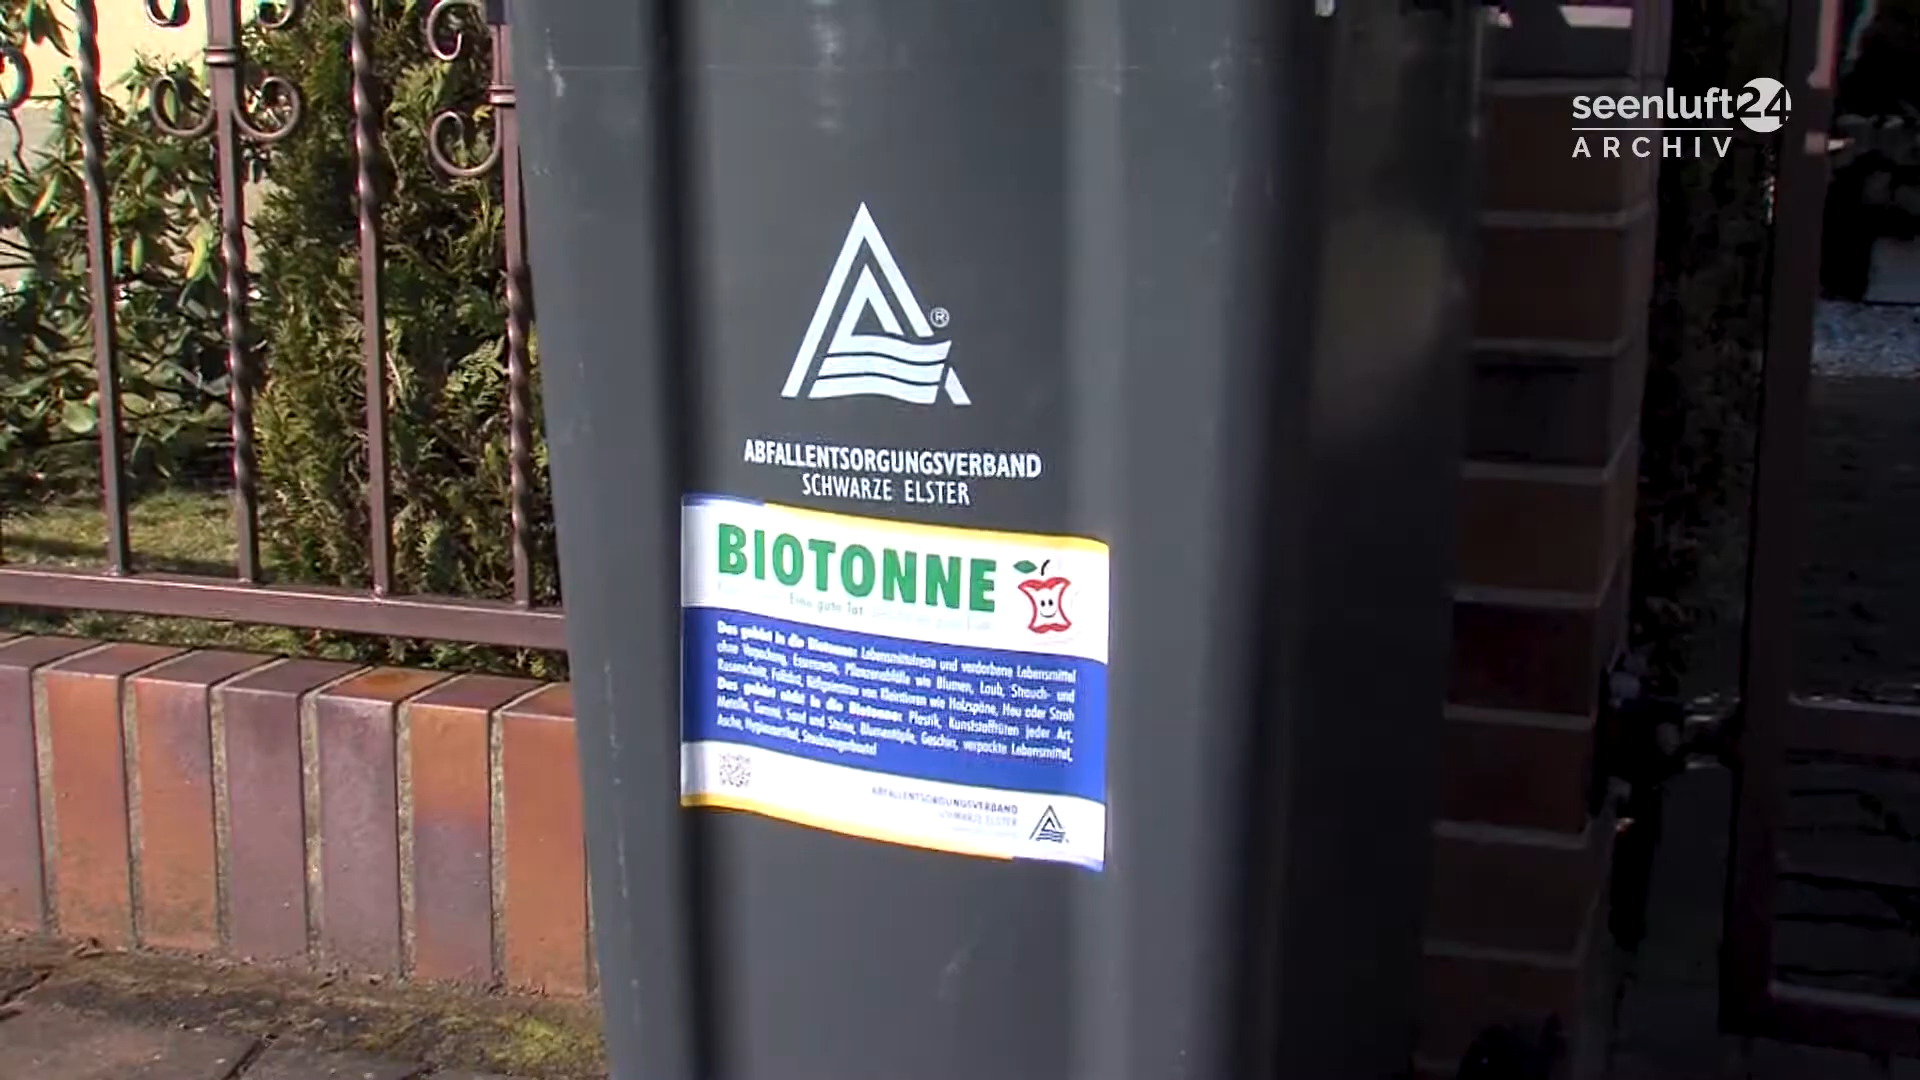 seenluft24
ARCHIV
®
ABFALLENTSORGUNGSVERBAND
SCHWARZE ELSTER
BIOTONNE
Eine gute Tat
Das gehört in die Biotonne: Lebensmittelreste und verdorbene Lebensmittel
ohne Verpackung, Essensreste, Pflanzenabfälle wie Blumen, Laub, Strauch- und
Rasenschnitt, Fallobst, von Kleintieren wie Holzspäne, Heu oder Stroh
Das gehört nicht in die Biotonne: Plastik, Kunststofftüten jeder Art,
Metalle, Gummi, Sand und Steine, Blumentöpfe, Geschirr, verpackte Lebensmittel,
Asche, Hygieneartikel, Staubsaugerbeutel
ABFALLENTSORGUNGSVERBAND
SCHWARZE ELSTER